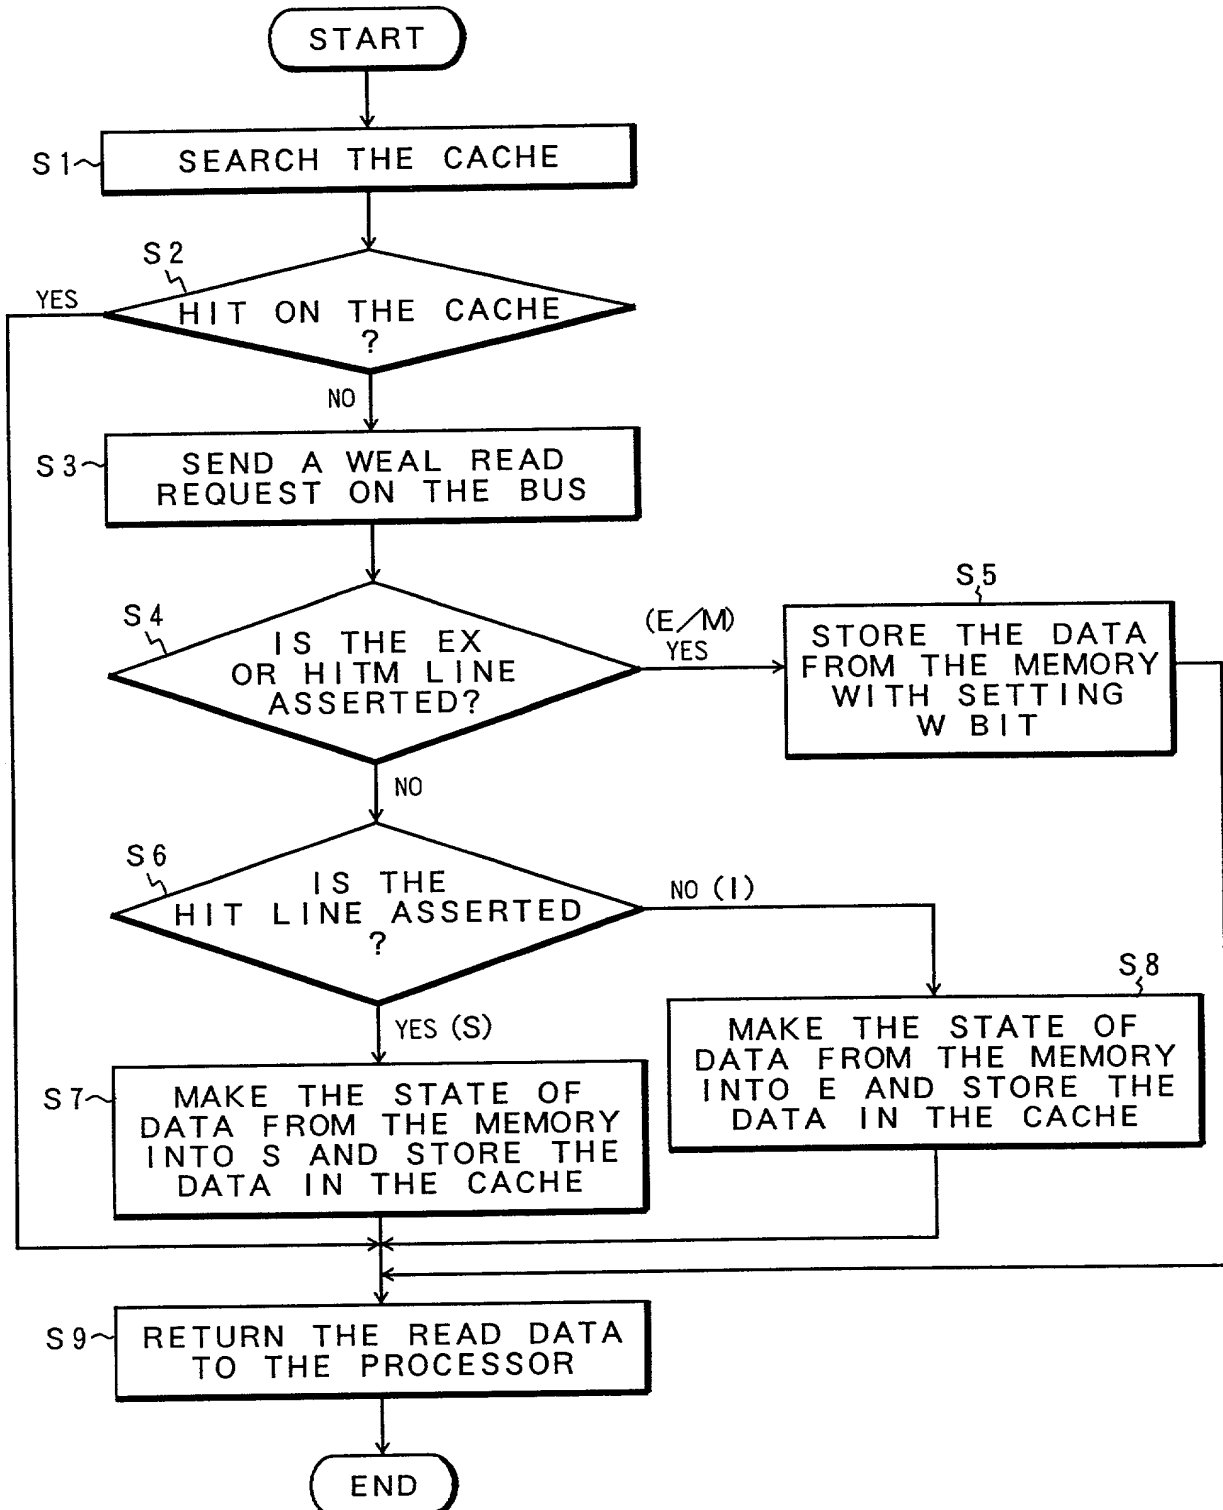 START
S1
SEARCH THE CACHE
S2
YES
HIT ON THE CACHE
?
NO
S3
SEND A WEAL READ
REQUEST ON THE BUS
S4
IS THE EX
OR HITM LINE
ASSERTED?
(E/M)
YES
S5
STORE THE DATA
FROM THE MEMORY
WITH SETTING
W BIT
NO
S6
IS THE
HIT LINE ASSERTED
?
NO (I)
YES (S)
S8
MAKE THE STATE OF
DATA FROM THE MEMORY
INTO E AND STORE THE
DATA IN THE CACHE
S7
MAKE THE STATE OF
DATA FROM THE MEMORY
INTO S AND STORE THE
DATA IN THE CACHE
S9
RETURN THE READ DATA
TO THE PROCESSOR
END